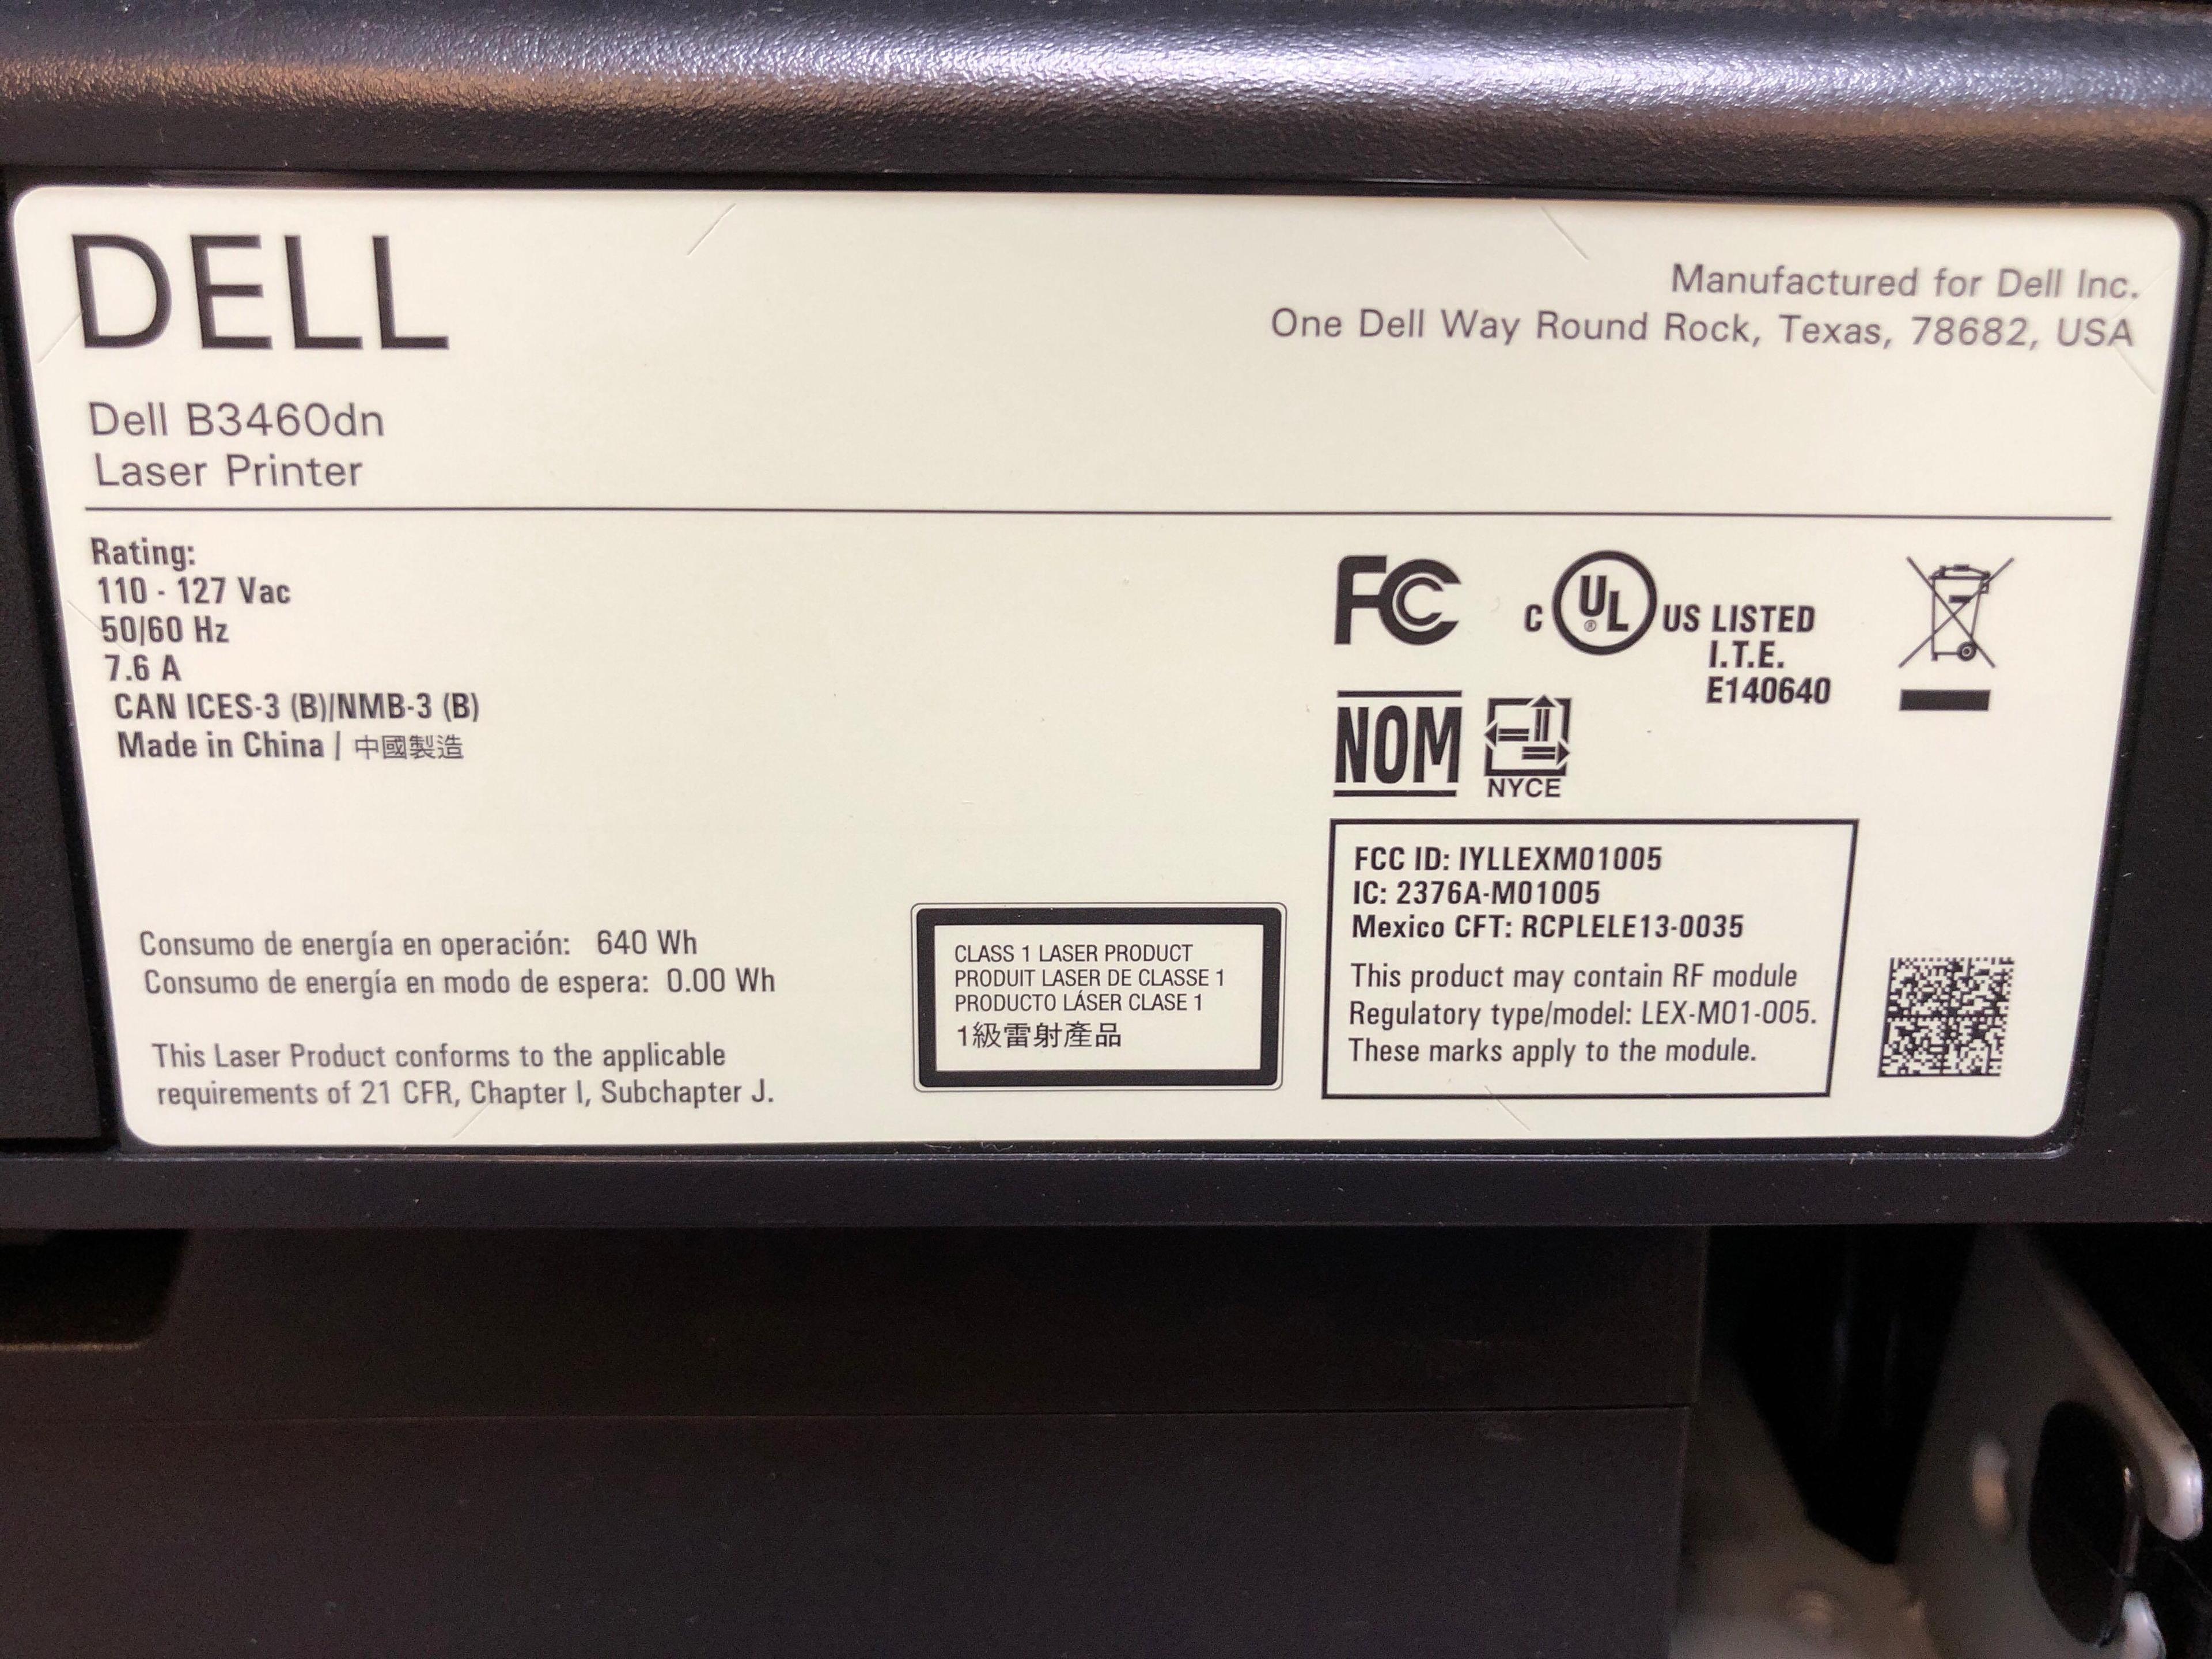 DELL
Manufactured for Dell Inc.
One Dell Way Round Rock, Texas, 78682, USA
Dell B3460dn
Laser Printer
Rating:
110 - 127 Vac
50/60 Hz
7.6 A
CAN ICES-3 (B)/NMB-3 (B)
Made in China / 中國製造
FC
C UL ® US LISTED
I.T.E.
E140640
NOM
NYCE
Consumo de energía en operación: 640 Wh
Consumo de energía en modo de espera: 0.00 Wh
This Laser Product conforms to the applicable
requirements of 21 CFR, Chapter I, Subchapter J.
CLASS 1 LASER PRODUCT
PRODUIT LASER DE CLASSE 1
PRODUCTO LÁSER CLASE 1
1級雷射產品
FCC ID: IYLLEXM01005
IC: 2376A-M01005
Mexico CFT: RCPLELE13-0035
This product may contain RF module
Regulatory type/model: LEX-M01-005.
These marks apply to the module.